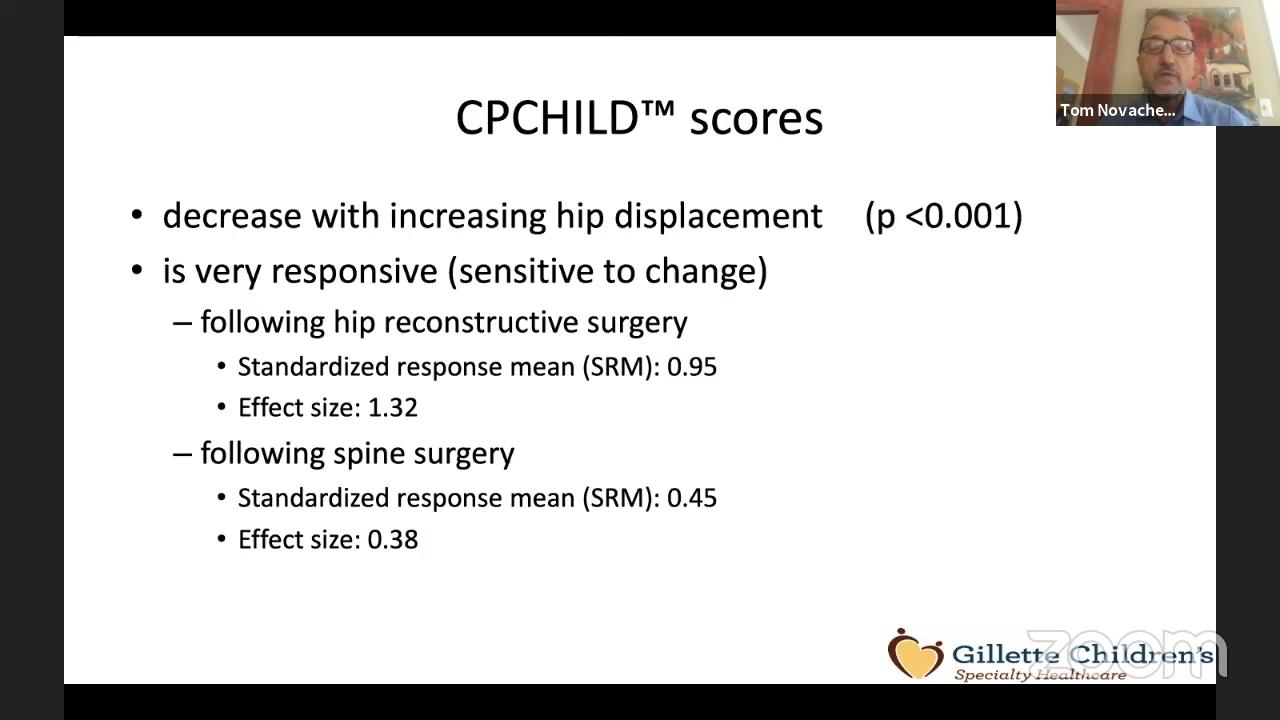 Tom Novache...
CPCHILD™ scores
• decrease with increasing hip displacement (p <0.001)
• is very responsive (sensitive to change)
– following hip reconstructive surgery
• Standardized response mean (SRM): 0.95
• Effect size: 1.32
– following spine surgery
• Standardized response mean (SRM): 0.45
• Effect size: 0.38
Gillette Children's
Specialty Healthcare
zoom